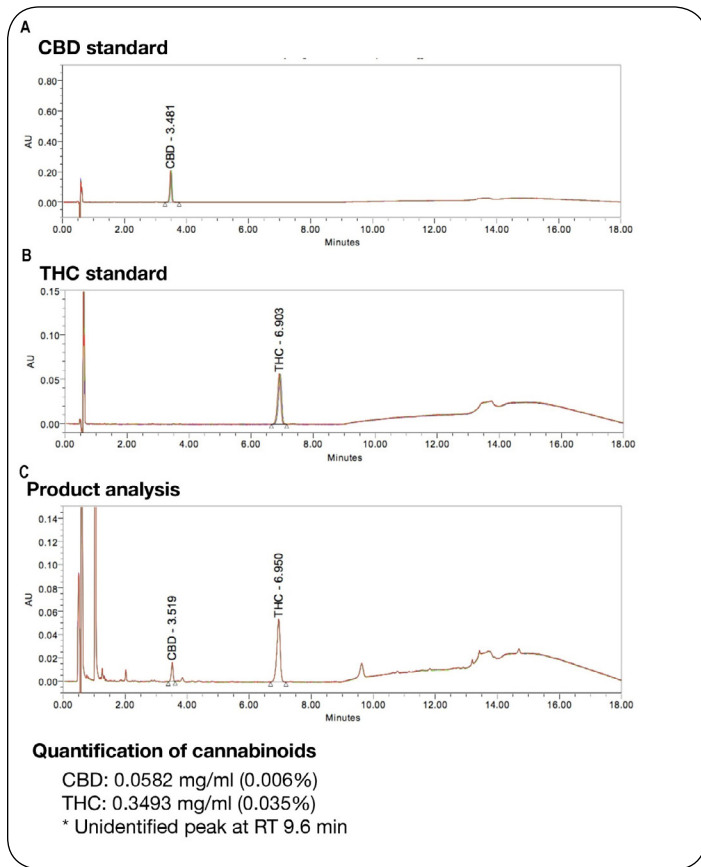 A
CBD standard
CBD - 3.481
AU
0.80
0.60
0.40
0.20
0.00
0.00 2.00 4.00 6.00 8.00 10.00 12.00 14.00 16.00 18.00
Minutes
B
THC standard
THC - 6.903
AU
0.15
0.10
0.05
0.00
0.00 2.00 4.00 6.00 8.00 10.00 12.00 14.00 16.00 18.00
Minutes
C
Product analysis
CBD - 3.519
THC - 6.950
AU
0.14
0.12
0.10
0.08
0.06
0.04
0.02
0.00
0.00 2.00 4.00 6.00 8.00 10.00 12.00 14.00 16.00 18.00
Minutes
Quantification of cannabinoids
CBD: 0.0582 mg/ml (0.006%)
THC: 0.3493 mg/ml (0.035%)
* Unidentified peak at RT 9.6 min